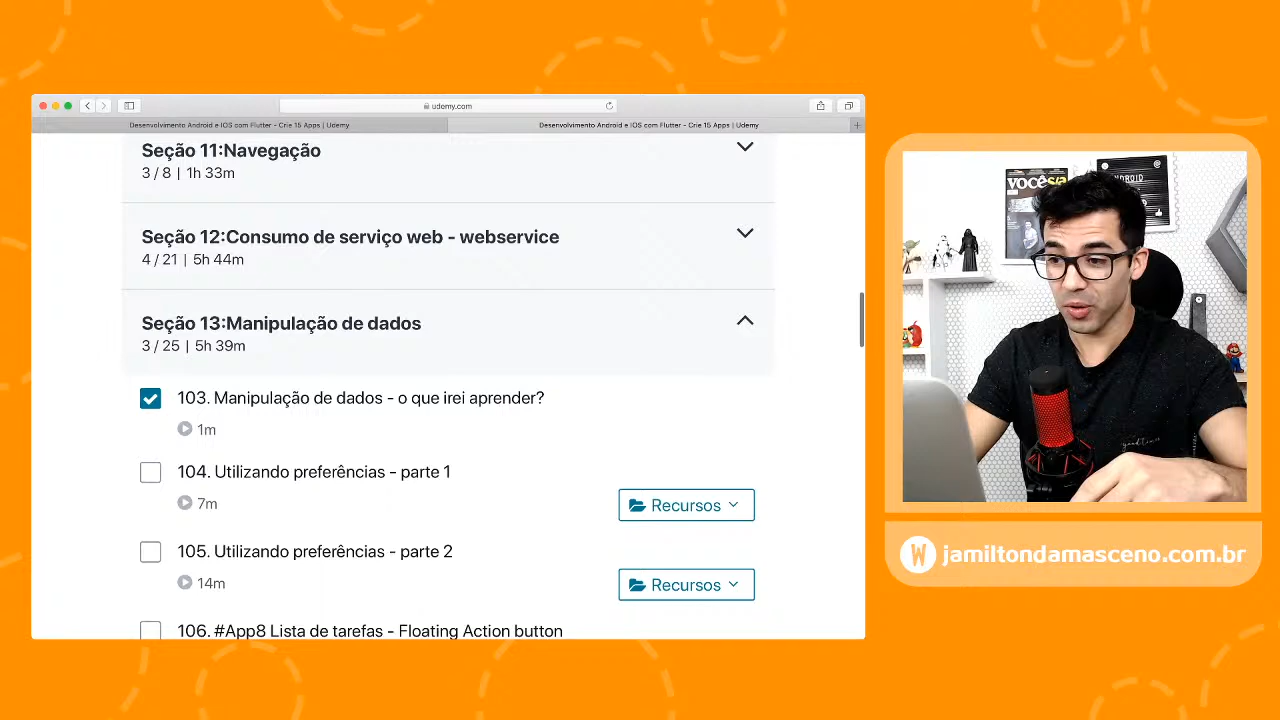 udemy.com
Desenvolvimento Android e IOS com Flutter - Crie 15 Apps | Udemy
Desenvolvimento Android e IOS com Flutter - Crie 15 Apps | Udemy
Seção 11:Navegação
3 / 8 | 1h 33m
Seção 12:Consumo de serviço web - webservice
4 / 21 | 5h 44m
Seção 13:Manipulação de dados
3 / 25 | 5h 39m
103. Manipulação de dados - o que irei aprender?
1m
104. Utilizando preferências - parte 1
7m
Recursos
105. Utilizando preferências - parte 2
14m
Recursos
106. #App8 Lista de tarefas - Floating Action button
você s/a
ANDROID
W jamiltondamasceno.com.br